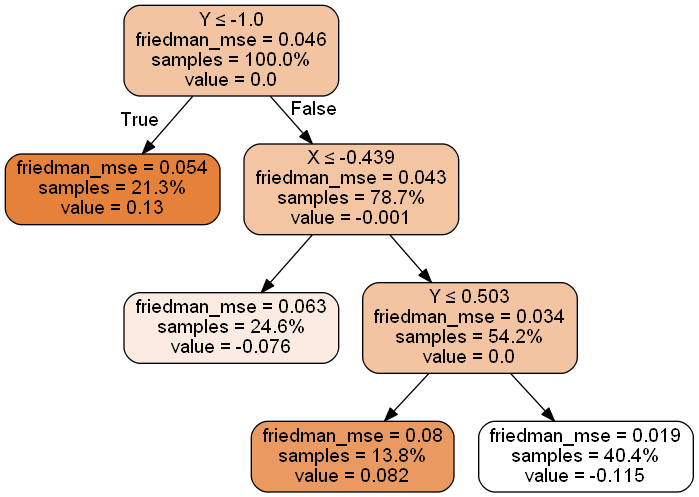 Y ≤ -1.0
friedman_mse = 0.046
samples = 100.0%
value = 0.0
True
False
friedman_mse = 0.054
samples = 21.3%
value = 0.13
X ≤ -0.439
friedman_mse = 0.043
samples = 78.7%
value = -0.001
friedman_mse = 0.063
samples = 24.6%
value = -0.076
Y ≤ 0.503
friedman_mse = 0.034
samples = 54.2%
value = 0.0
friedman_mse = 0.08
samples = 13.8%
value = 0.082
friedman_mse = 0.019
samples = 40.4%
value = -0.115